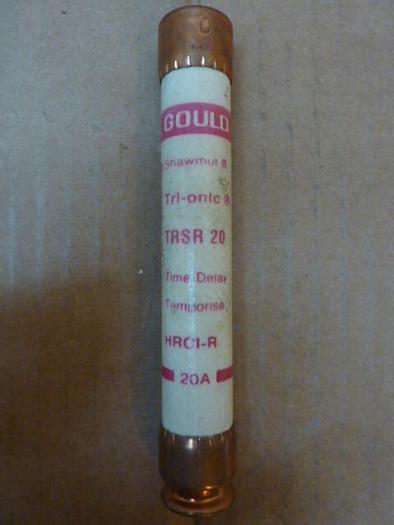 GOULD
Shawmut ®
Tri-onic ®
TRSR 20
Time Delay
Temporisé
HRCI-R
20A